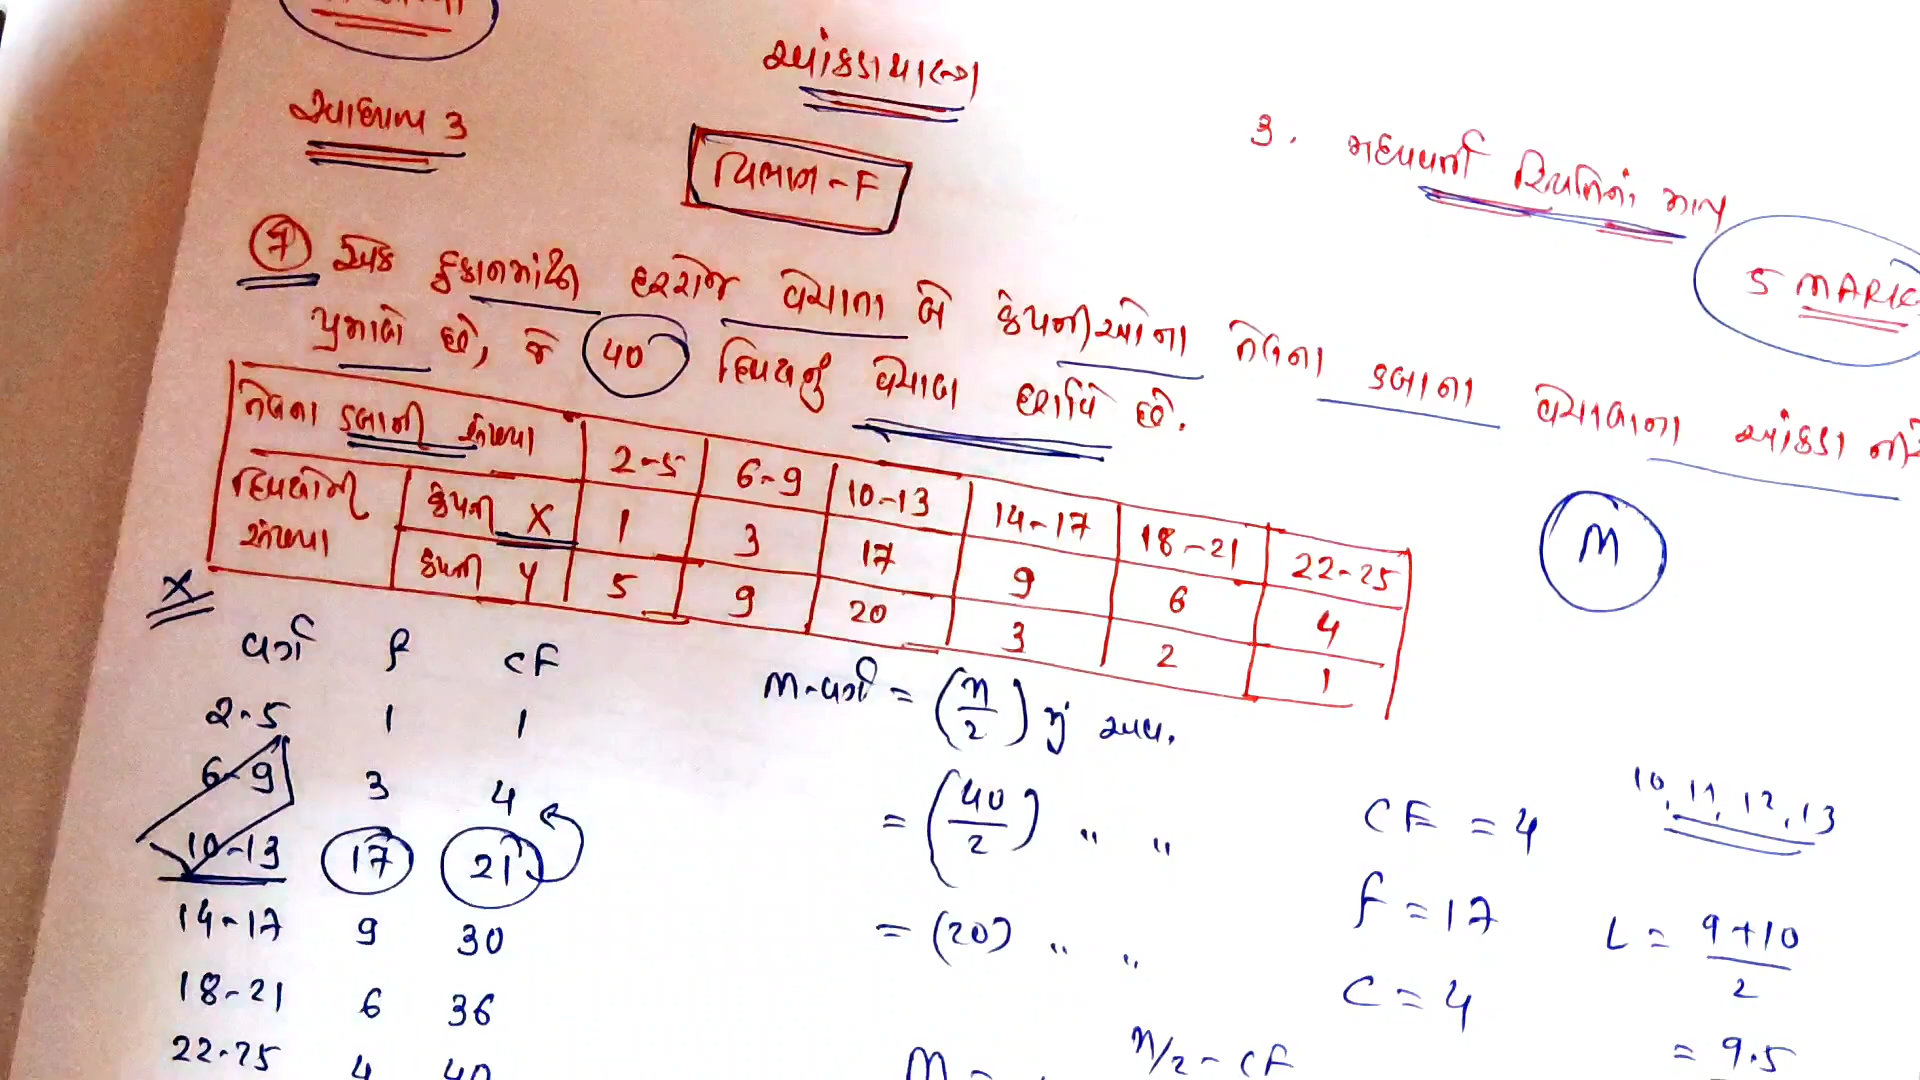 આંકડાશાસ્ત્ર
સ્વાધ્યાય 3
વિભાગ - F
3. મધ્યવર્તી સ્થિતિનાં માપ
5 MARK
(7) એક દુકાનમાંથી દરરોજ વેચાતા બે કંપનીઓના તેલના ડબાના વેચાણના આંકડા
પ્રમાણે છે, જે 40 દિવસનું વેચાણ દર્શાવે છે.
તેલના ડબાની સંખ્યા 2-5 6-9 10-13 14-17 18-21 22-25
દિવસોની સંખ્યા કંપની X 1 3 17 9 6 4
કંપની Y 5 9 20 3 2 1
M
X
વર્ગ f cF
2-5 1 1
6-9 3 4
10-13 17 21
14-17 9 30
18-21 6 36
22-25 4 40
M-વર્ગ = (n/2) નું અવ.
= (40/2) " "
= (20) " "
CF = 4
f = 17
C = 4
10, 11, 12, 13
L = 9+10/2
= 9.5
M =
n/2 - CF